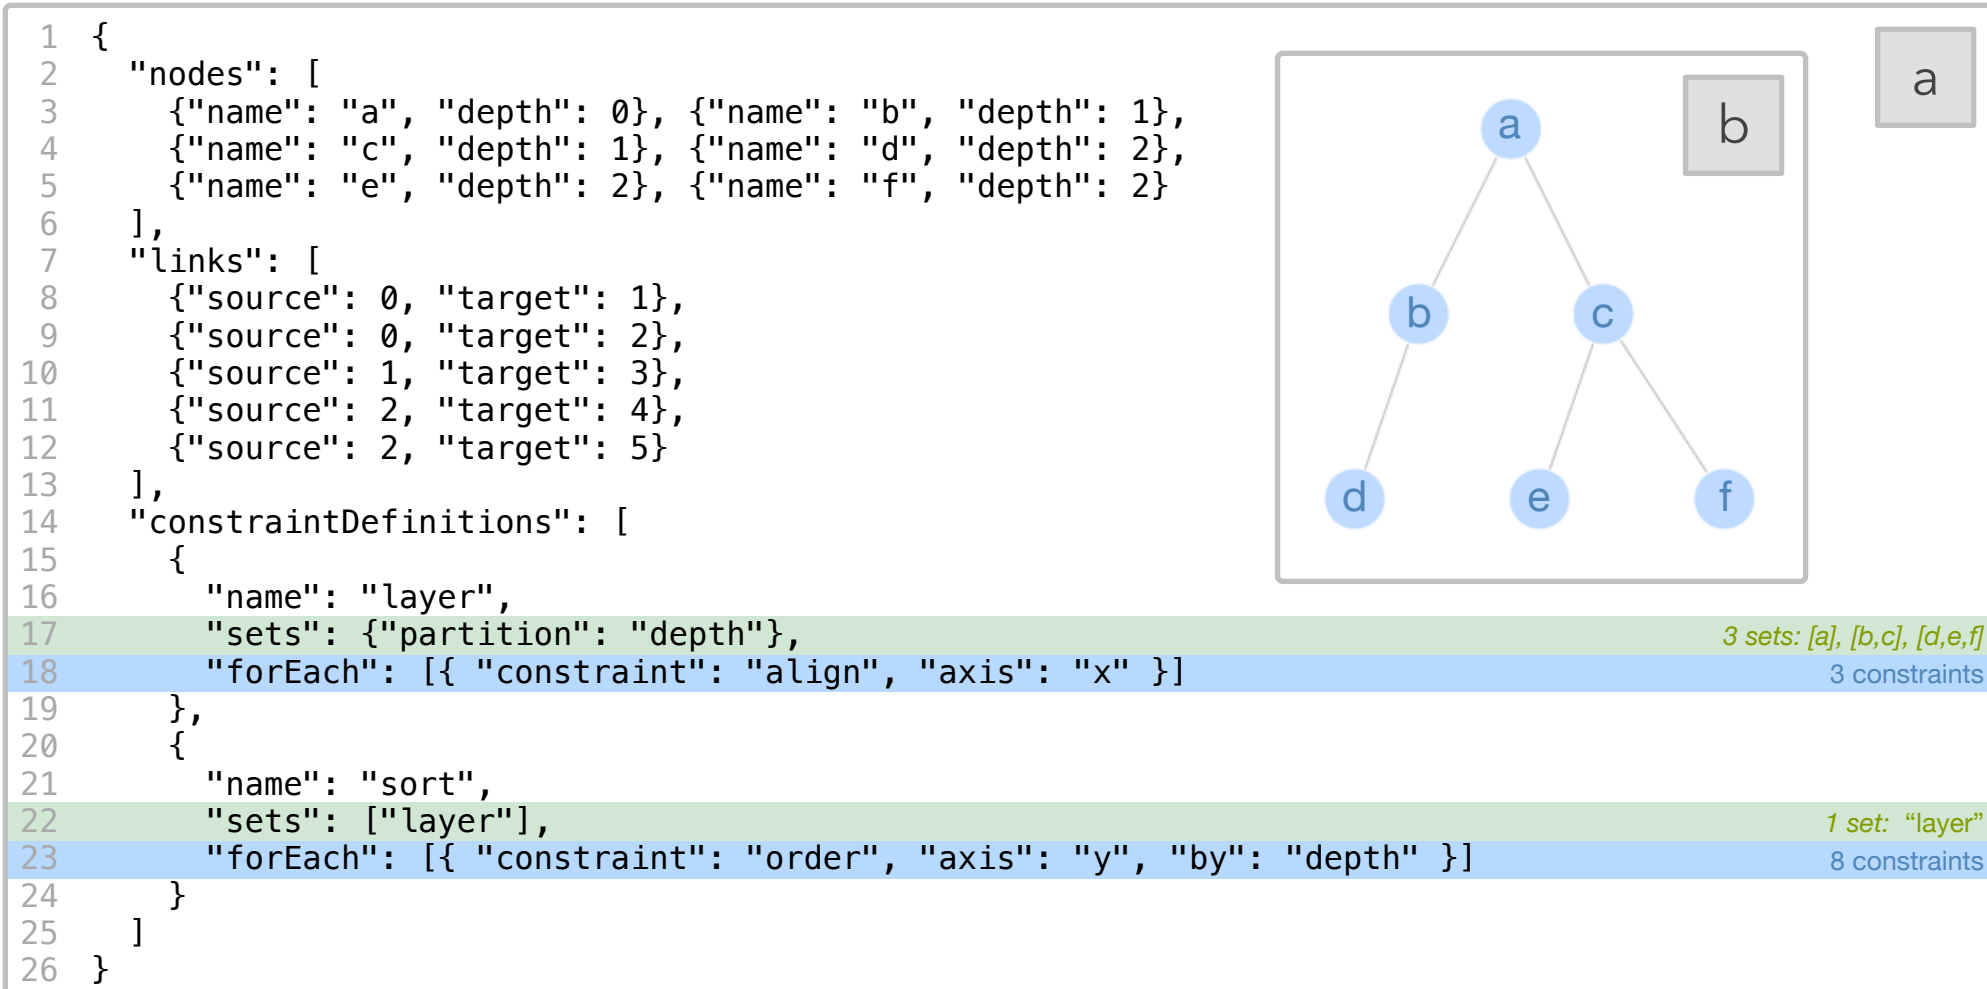 1 {
2   "nodes": [
3     {"name": "a", "depth": 0}, {"name": "b", "depth": 1},
4     {"name": "c", "depth": 1}, {"name": "d", "depth": 2},
5     {"name": "e", "depth": 2}, {"name": "f", "depth": 2}
6   ],
7   "links": [
8     {"source": 0, "target": 1},
9     {"source": 0, "target": 2},
10     {"source": 1, "target": 3},
11     {"source": 2, "target": 4},
12     {"source": 2, "target": 5}
13   ],
14   "constraintDefinitions": [
15     {
16       "name": "layer",
17       "sets": {"partition": "depth"}, 3 sets: [a], [b,c], [d,e,f]
18       "forEach": [{ "constraint": "align", "axis": "x" }] 3 constraints
19     },
20     {
21       "name": "sort",
22       "sets": ["layer"], 1 set: “layer”
23       "forEach": [{ "constraint": "order", "axis": "y", "by": "depth" }] 8 constraints
24     }
25   ]
26 }
a
b
a
b c
d e f